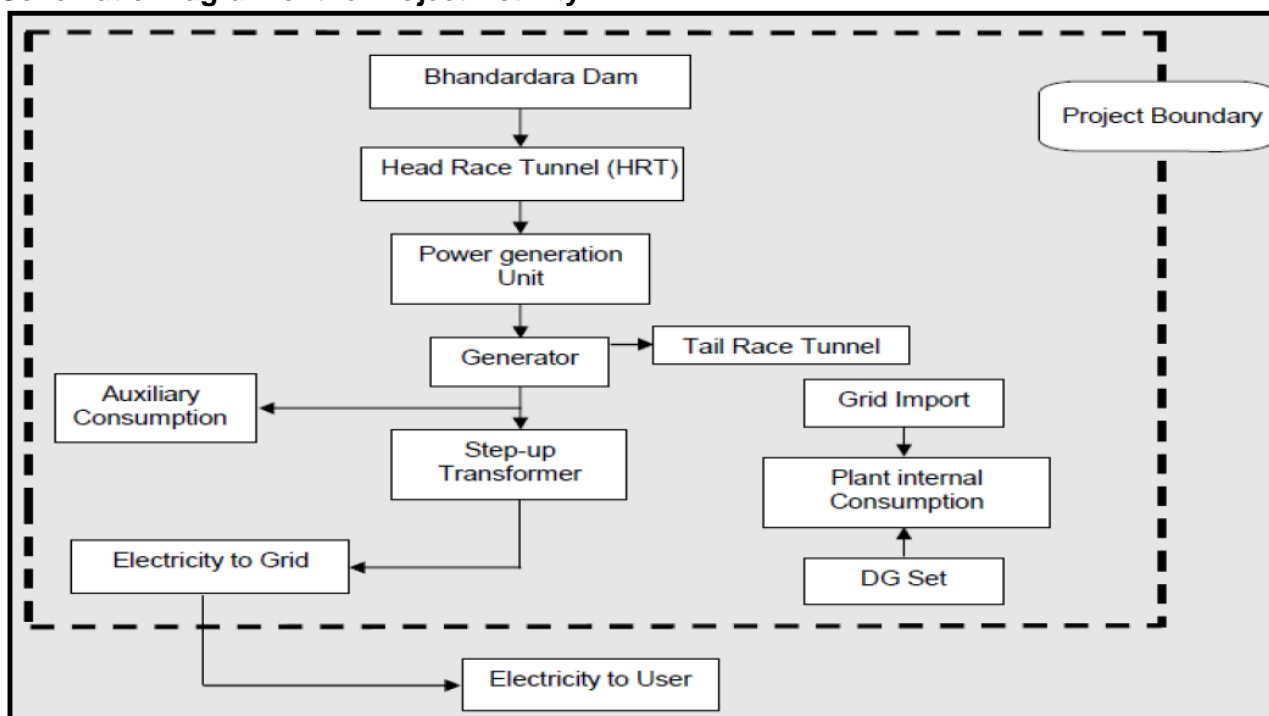 Bhandardara Dam
Project Boundary
Head Race Tunnel (HRT)
Power generation
Unit
Generator
Tail Race Tunnel
Auxiliary
Consumption
Grid Import
Step-up
Transformer
Plant internal
Consumption
Electricity to Grid
DG Set
Electricity to User